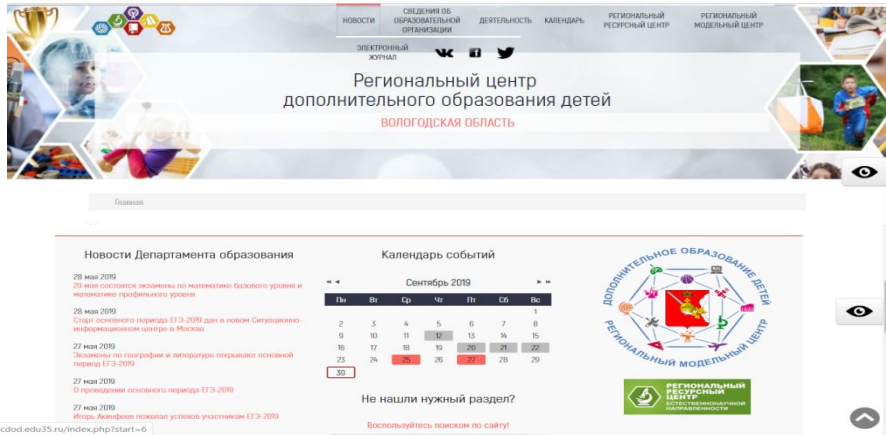 НОВОСТИ
СВЕДЕНИЯ ОБ
ОБРАЗОВАТЕЛЬНОЙ
ОРГАНИЗАЦИИ
ДЕЯТЕЛЬНОСТЬ
КАЛЕНДАРЬ
РЕГИОНАЛЬНЫЙ
РЕСУРСНЫЙ ЦЕНТР
РЕГИОНАЛЬНЫЙ
МОДЕЛЬНЫЙ ЦЕНТР
ЭЛЕКТРОННЫЙ
ЖУРНАЛ
Региональный центр
дополнительного образования детей
ВОЛОГОДСКАЯ ОБЛАСТЬ
Главная
Новости Департамента образования
28 мая 2019
29 мая состоятся экзамены по математике базового уровня и
математике профильного уровня
28 мая 2019
Старт основного периода ЕГЭ-2019 дан в новом Ситуационно-
информационном центре в Москве
27 мая 2019
Экзамены по географии и литературе открывают основной
период ЕГЭ-2019
27 мая 2019
О проведении основного периода ЕГЭ-2019
27 мая 2019
Игорь Акинфеев пожелал успехов участникам ЕГЭ-2019
Календарь событий
Сентябрь 2019
Пн Вт Ср Чт Пт Сб Вс
1
2 3 4 5 6 7 8
9 10 11 12 13 14 15
16 17 18 19 20 21 22
23 24 25 26 27 28 29
30
Не нашли нужный раздел?
Воспользуйтесь поиском по сайту!
ДОПОЛНИТЕЛЬНОЕ ОБРАЗОВАНИЕ ДЕТЕЙ
РЕГИОНАЛЬНЫЙ МОДЕЛЬНЫЙ ЦЕНТР
РЕГИОНАЛЬНЫЙ
РЕСУРСНЫЙ
ЦЕНТР
ЕСТЕСТВЕННОНАУЧНОЙ
НАПРАВЛЕННОСТИ
cdod.edu35.ru/index.php?start=6